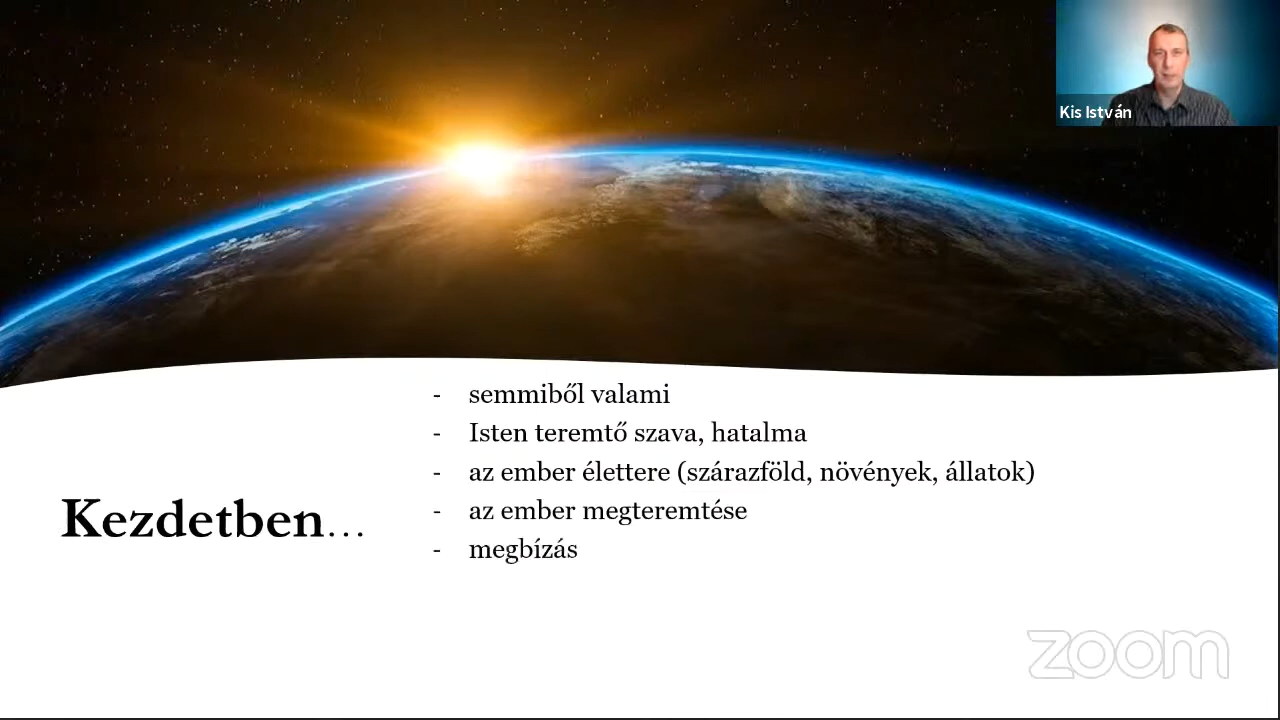 Kis István
Kezdetben...
- semmiből valami
- Isten teremtő szava, hatalma
- az ember élettere (szárazföld, növények, állatok)
- az ember megteremtése
- megbízás
zoom